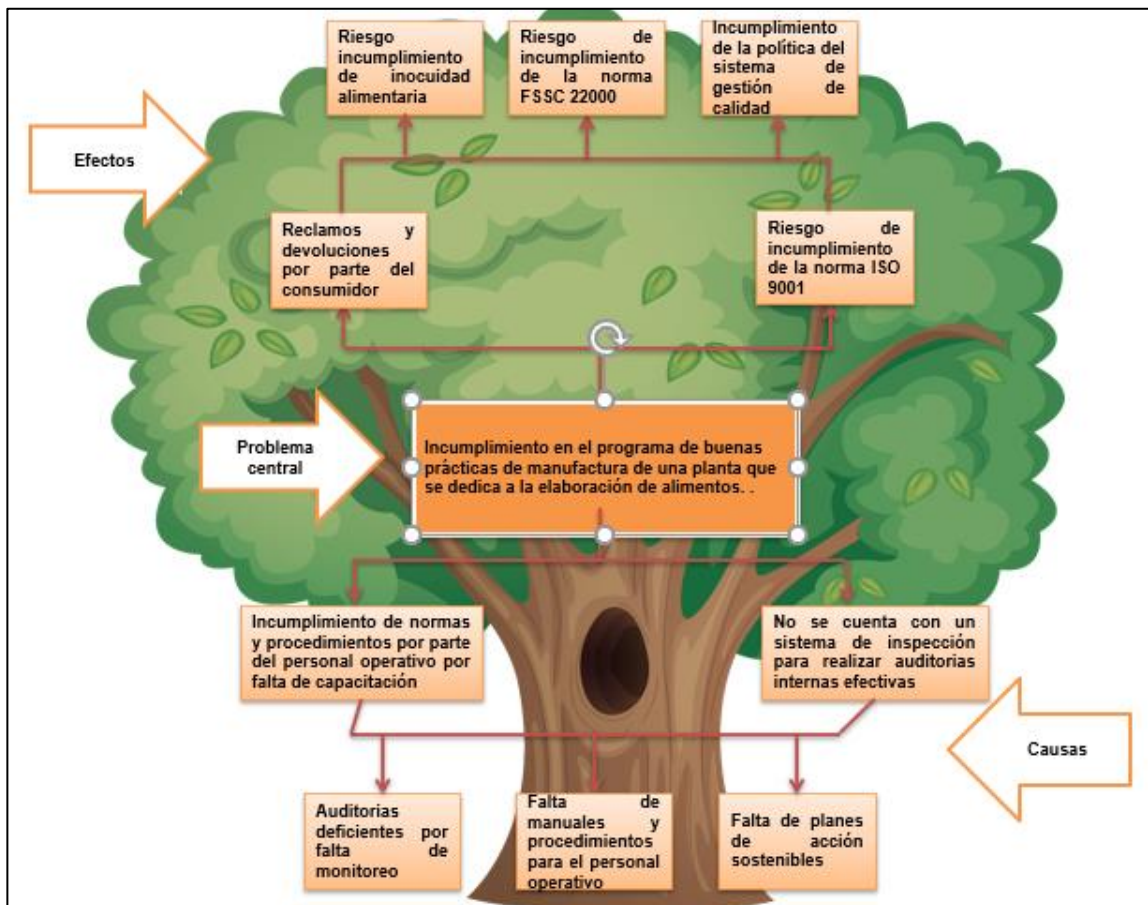 Riesgo
incumplimiento
de inocuidad
alimentaria
Riesgo de
incumplimiento
de la norma
FSSC 22000
Incumplimiento
de la política del
sistema de
gestión de
calidad
Efectos
Reclamos y
devoluciones
por parte del
consumidor
Riesgo de
incumplimiento
de la norma ISO
9001
Problema
central
Incumplimiento en el programa de buenas
prácticas de manufactura de una planta que
se dedica a la elaboración de alimentos. .
Incumplimiento de normas
y procedimientos por parte
del personal operativo por
falta de capacitación
No se cuenta con un
sistema de inspección
para realizar auditorias
internas efectivas
Causas
Auditorias
deficientes por
falta de
monitoreo
Falta de
manuales y
procedimientos
para el personal
operativo
Falta de planes
de acción
sostenibles